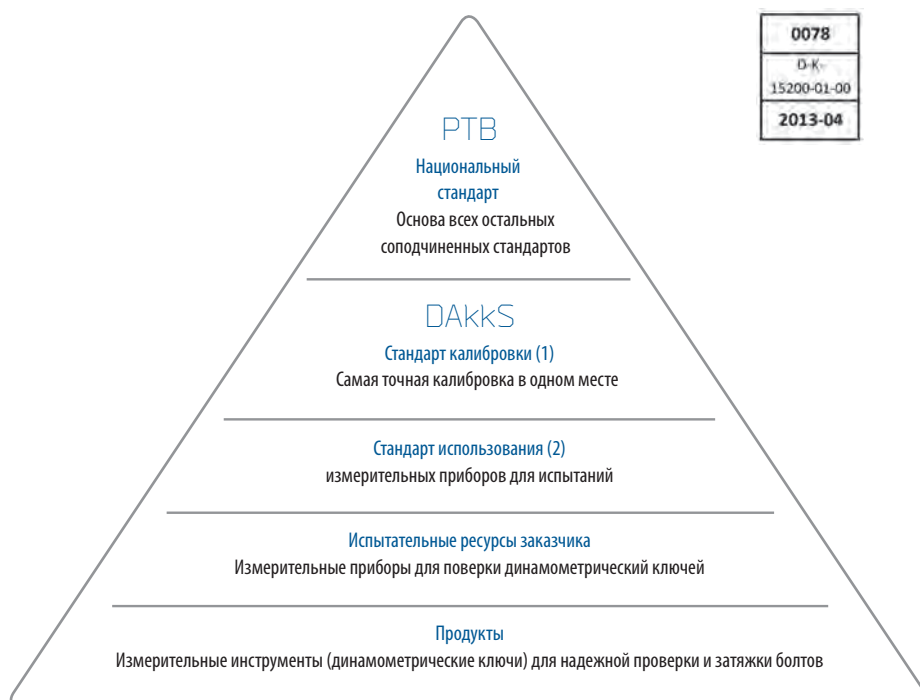 0078
D-K-
15200-01-00
2013-04
PTB
Национальный
стандарт
Основа всех остальных
соподчиненных стандартов
DAkkS
Стандарт калибровки (1)
Самая точная калибровка в одном месте
Стандарт использования (2)
измерительных приборов для испытаний
Испытательные ресурсы заказчика
Измерительные приборы для поверки динамометрический ключей
Продукты
Измерительные инструменты (динамометрические ключи) для надежной проверки и затяжки болтов